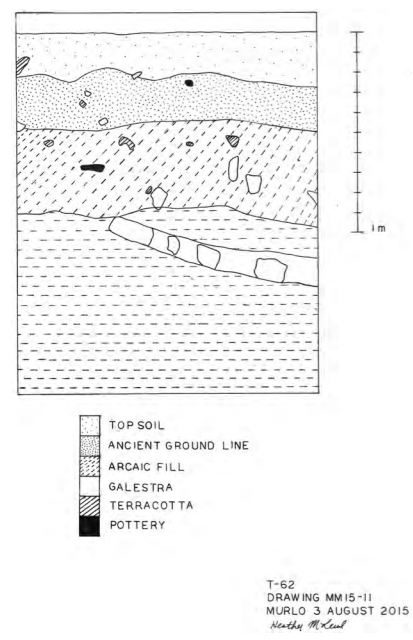 1m
TOP SOIL
ANCIENT GROUND LINE
ARCAIC FILL
GALESTRA
TERRACOTTA
POTTERY
T-62
DRAWING MM15-11
MURLO 3 AUGUST 2015
Heather